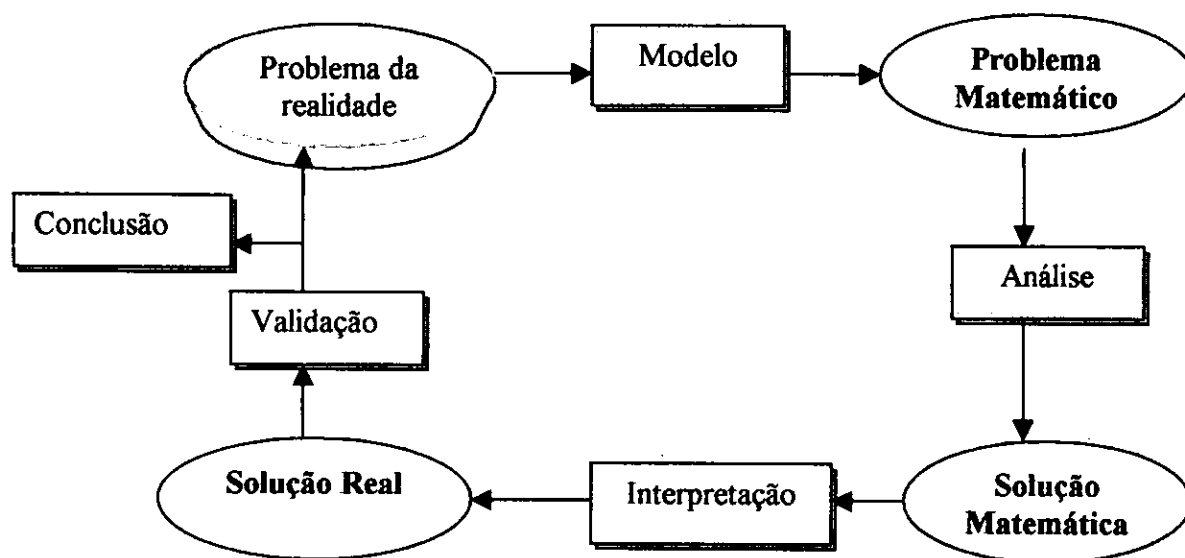 Problema da
realidade
Modelo
Problema
Matemático
Conclusão
Análise
Validação
Solução Real
Interpretação
Solução
Matemática